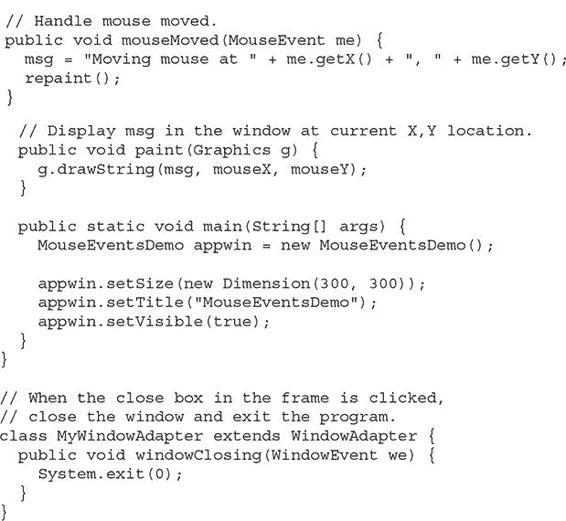 // Handle mouse moved.
public void mouseMoved(MouseEvent me) {
  msg = "Moving mouse at " + me.getX() + ", " + me.getY();
  repaint();
}

  // Display msg in the window at current X,Y location.
  public void paint(Graphics g) {
    g.drawString(msg, mouseX, mouseY);
  }

  public static void main(String[] args) {
    MouseEventsDemo appwin = new MouseEventsDemo();

    appwin.setSize(new Dimension(300, 300));
    appwin.setTitle("MouseEventsDemo");
    appwin.setVisible(true);
  }
}

// When the close box in the frame is clicked,
// close the window and exit the program.
class MyWindowAdapter extends WindowAdapter {
  public void windowClosing(WindowEvent we) {
    System.exit(0);
  }
}